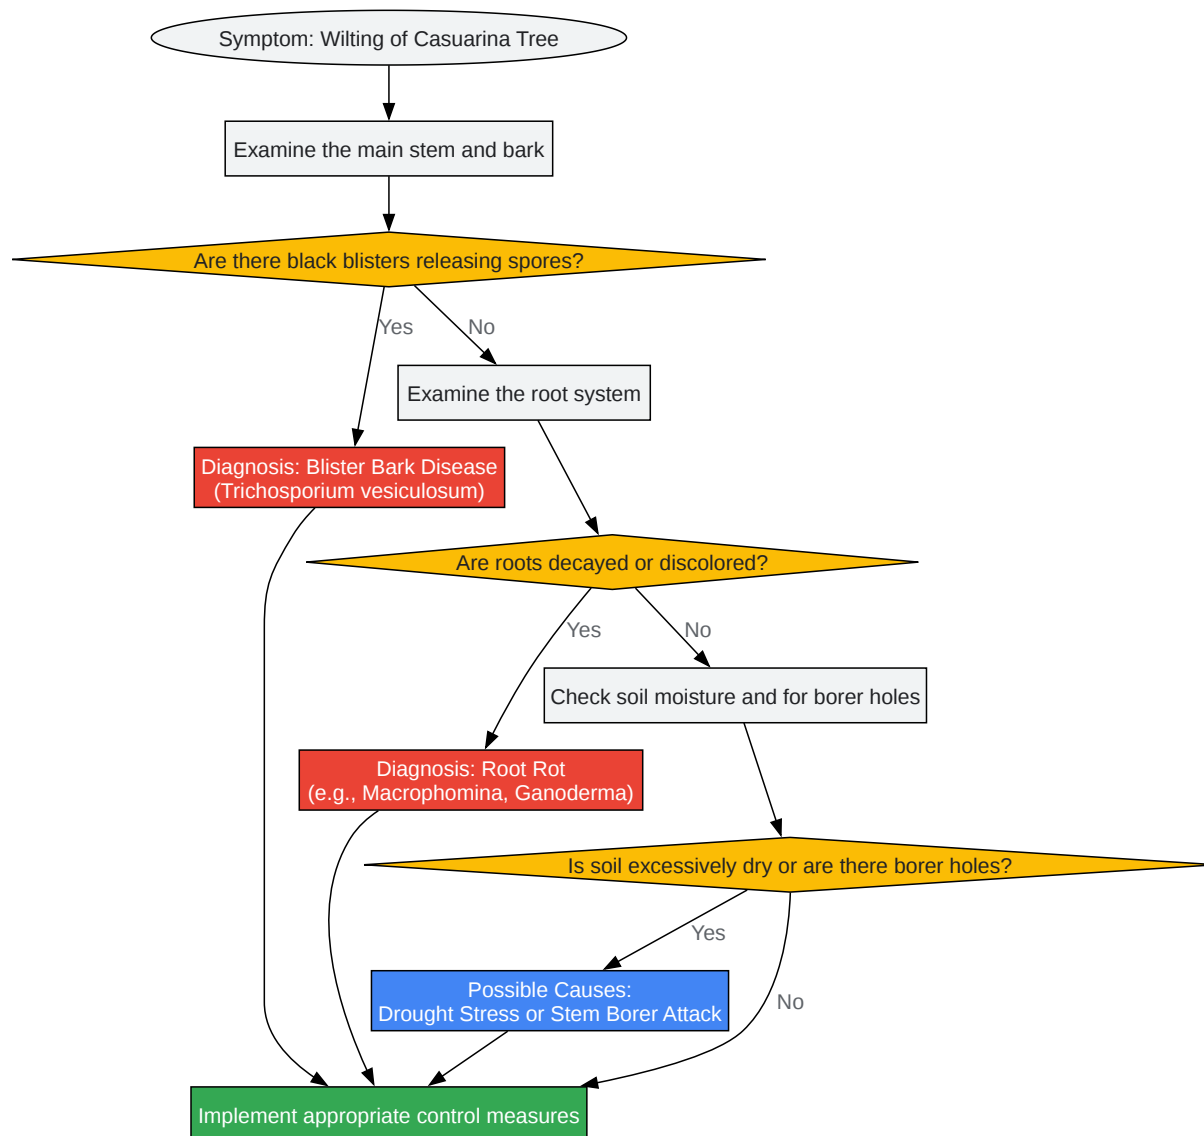 Symptom: Wilting of Casuarina Tree
Examine the main stem and bark
Are there black blisters releasing spores?
Yes
No
Examine the root system
Diagnosis: Blister Bark Disease
(Trichosporium vesiculosum)
Are roots decayed or discolored?
Yes
No
Check soil moisture and for borer holes
Diagnosis: Root Rot
(e.g., Macrophomina, Ganoderma)
Is soil excessively dry or are there borer holes?
Yes
Possible Causes:
Drought Stress or Stem Borer Attack
No
Implement appropriate control measures